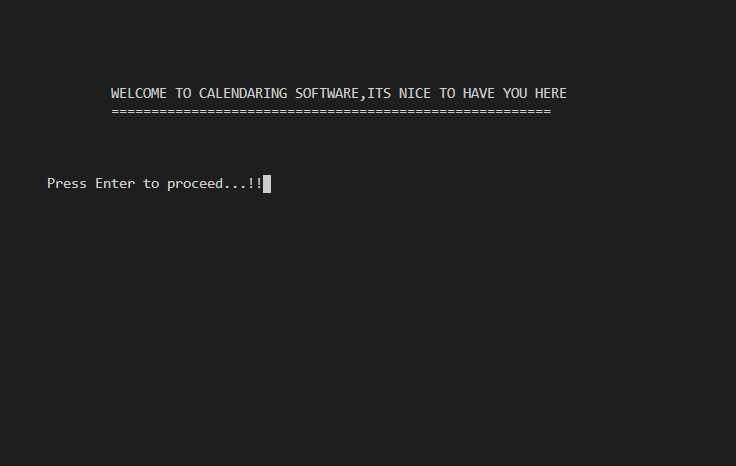 WELCOME TO CALENDARING SOFTWARE,ITS NICE TO HAVE YOU HERE
=======================================================
Press Enter to proceed...!!